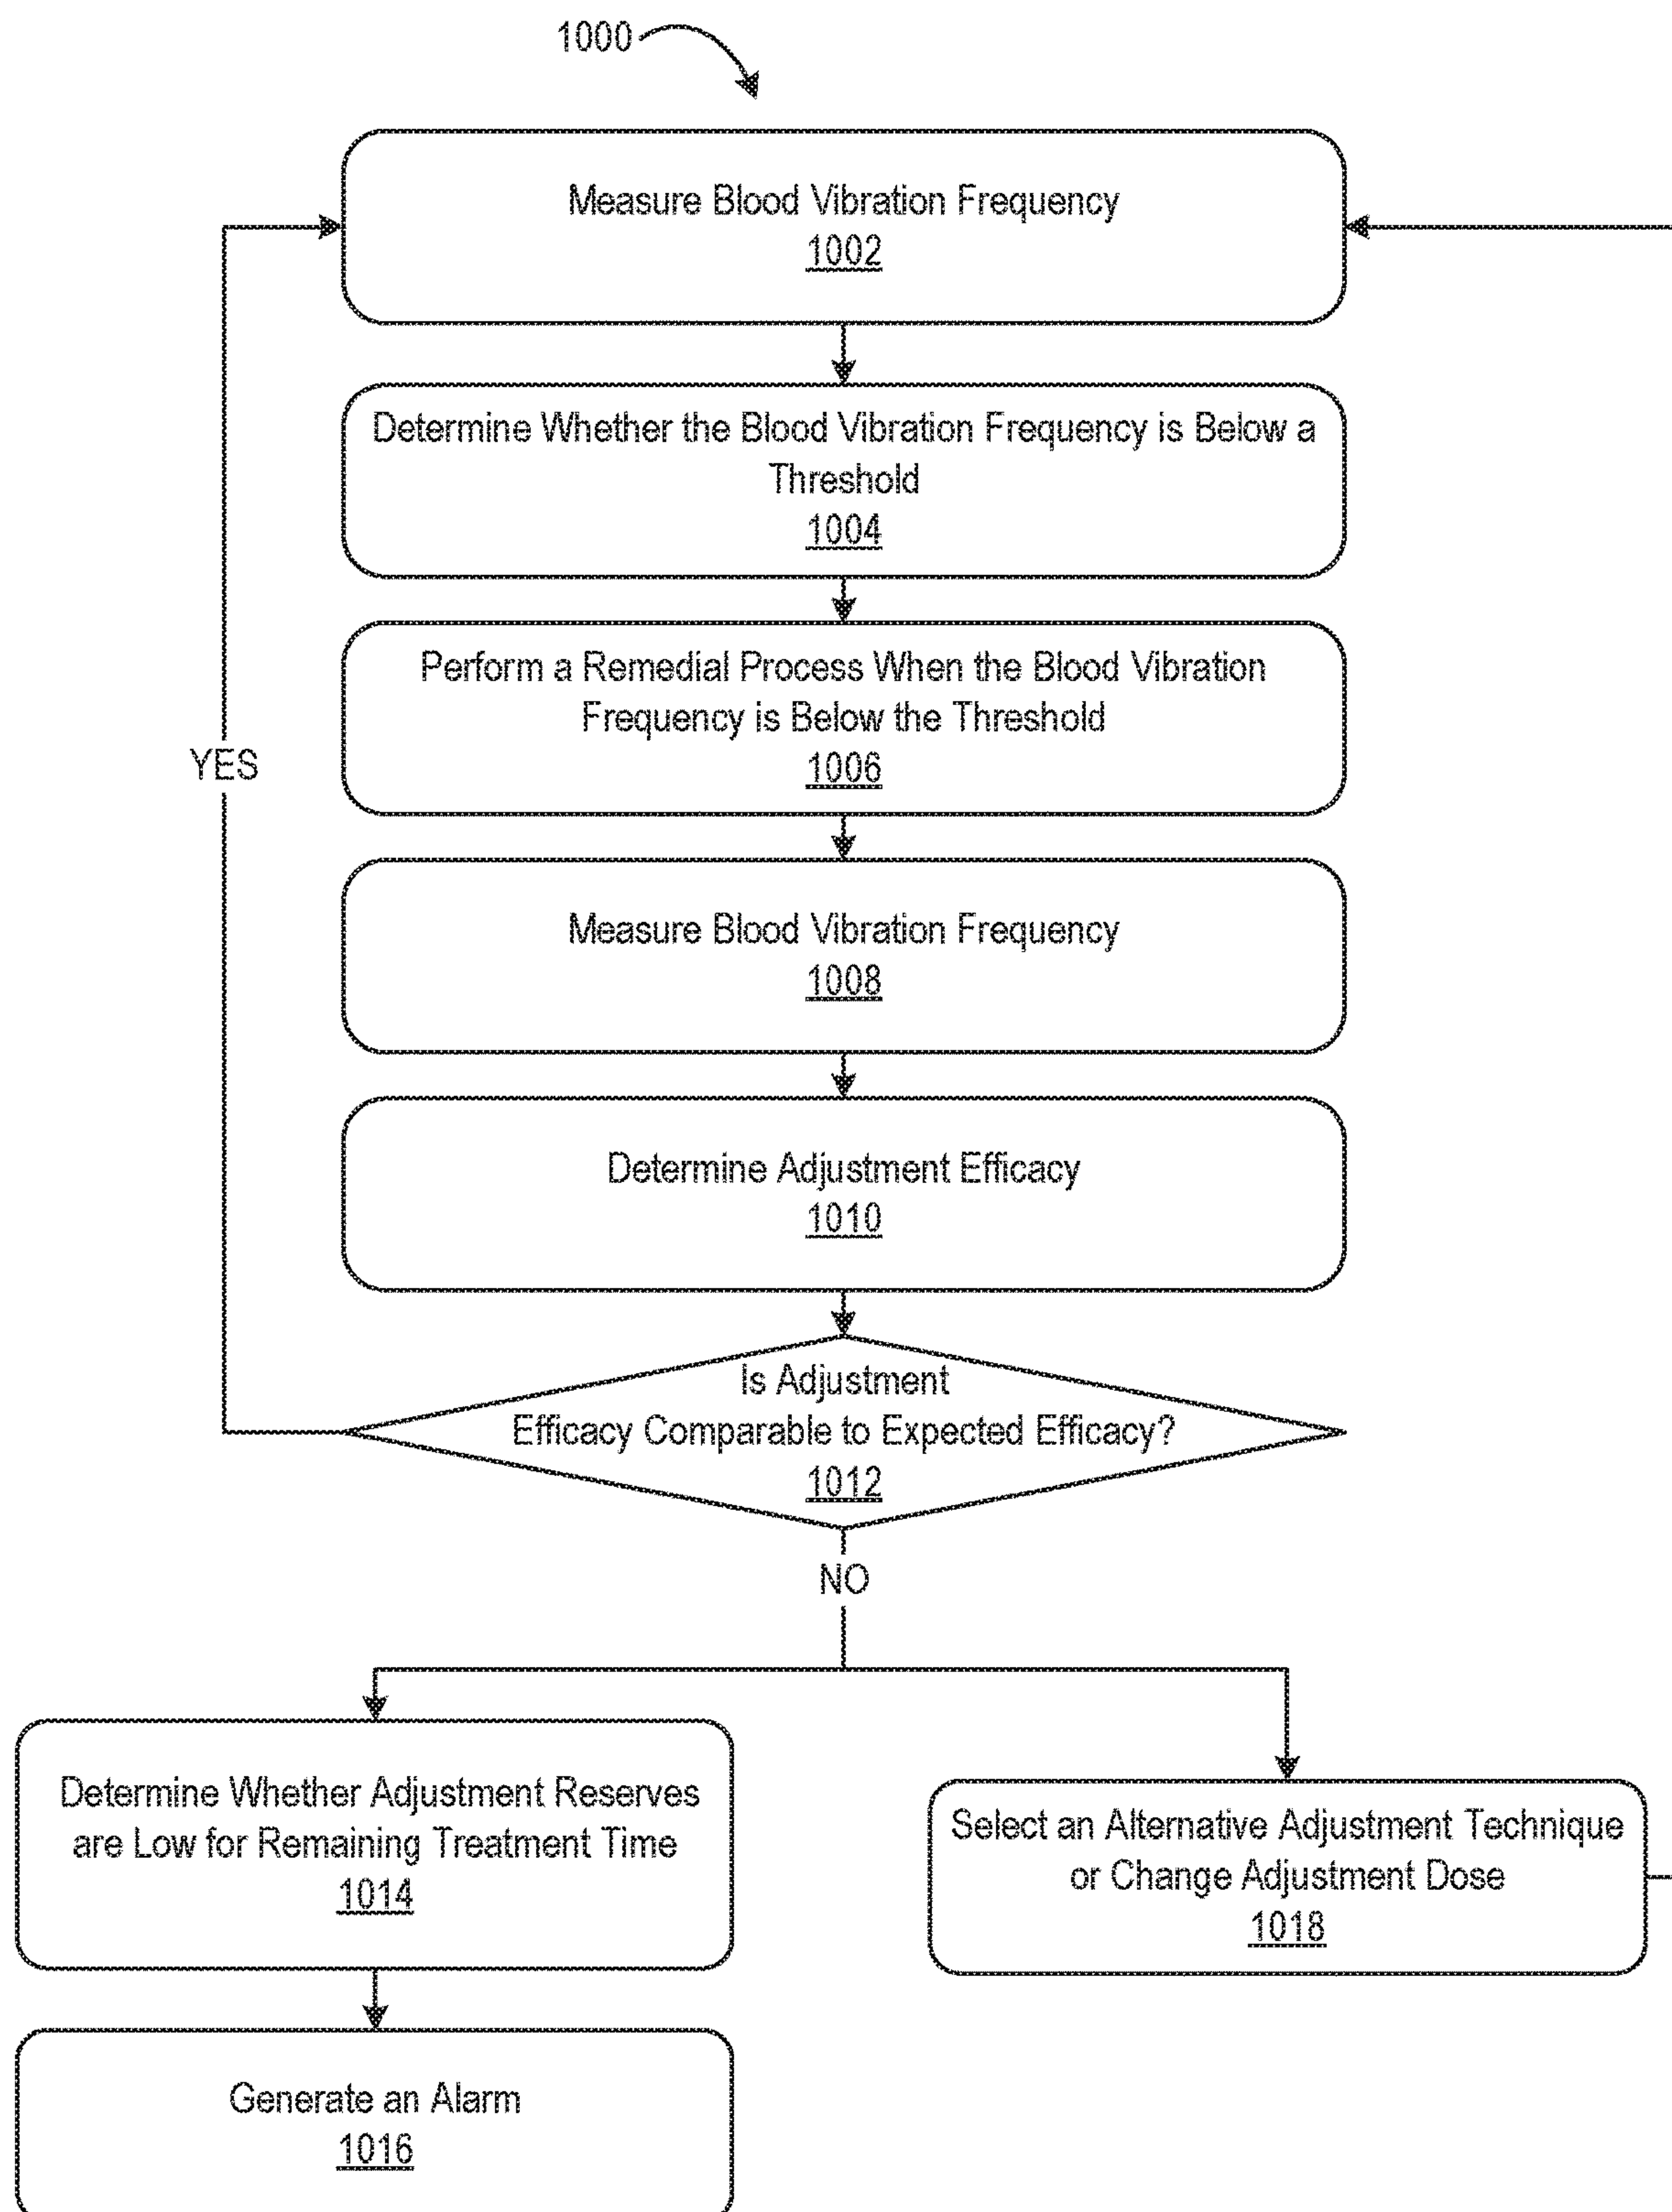 1000
Measure Blood Vibration Frequency
1002
Determine Whether the Blood Vibration Frequency is Below a
Threshold
1004
Perform a Remedial Process When the Blood Vibration
Frequency is Below the Threshold
1006
YES
Measure Blood Vibration Frequency
1008
Determine Adjustment Efficacy
1010
Is Adjustment
Efficacy Comparable to Expected Efficacy?
1012
NO
Determine Whether Adjustment Reserves
are Low for Remaining Treatment Time
1014
Select an Alternative Adjustment Technique
or Change Adjustment Dose
1018
Generate an Alarm
1016